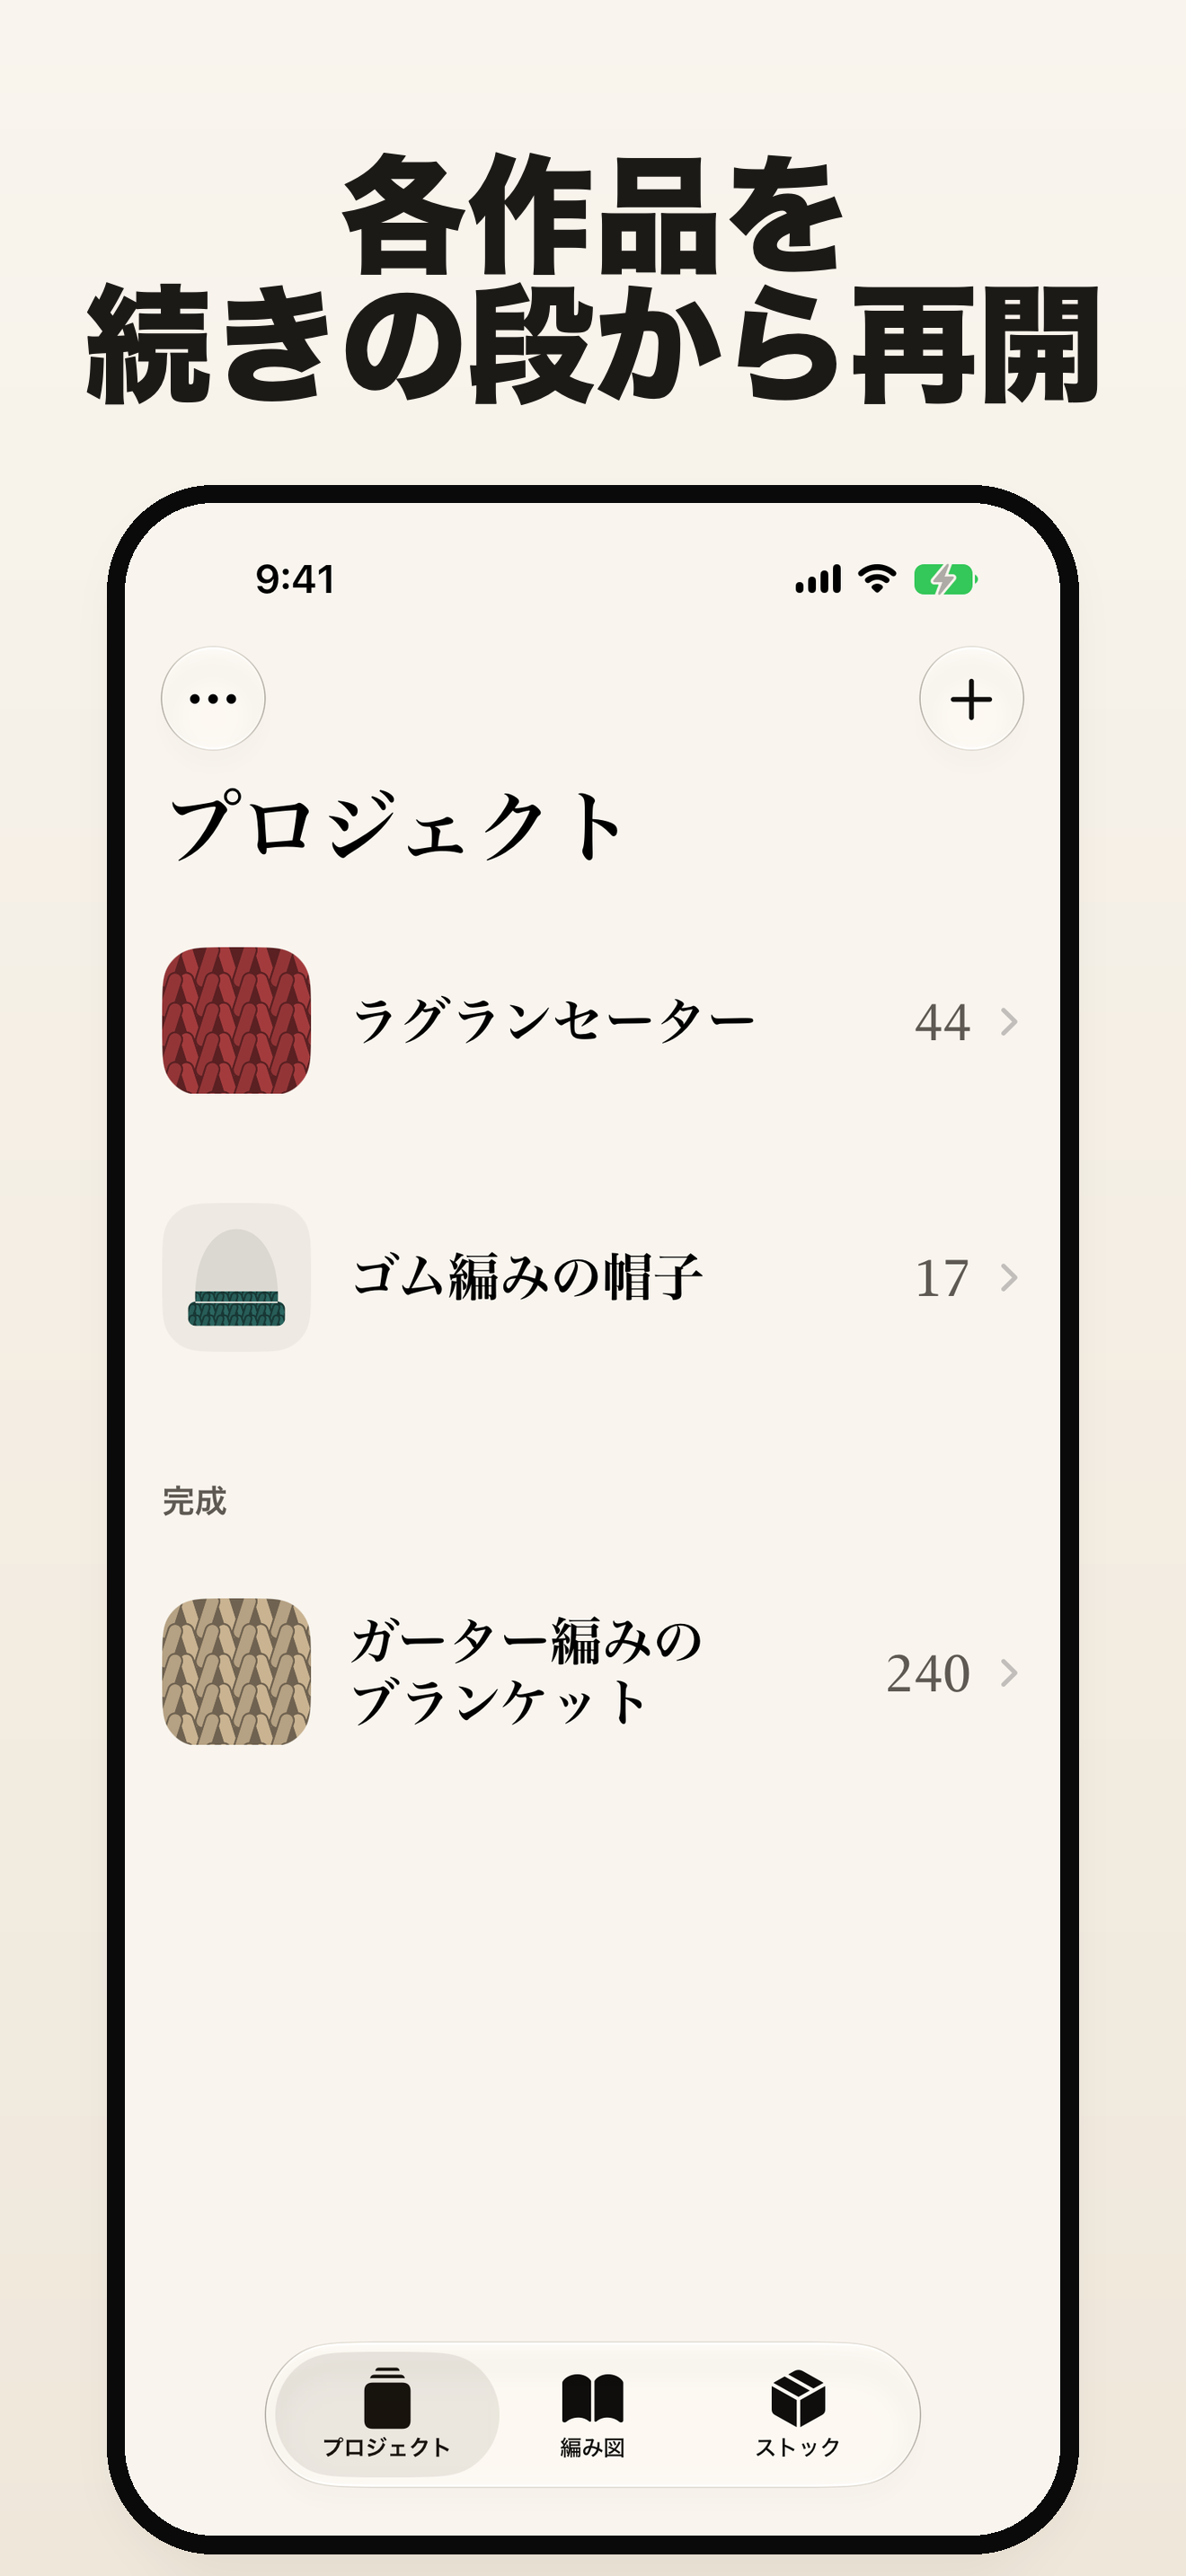 各作品を
続きの段から再開
9:41
プロジェクト
ラグランセーター 44
ゴム編みの帽子 17
完成
ガーター編みの
ブランケット 240
プロジェクト 編み図 ストック